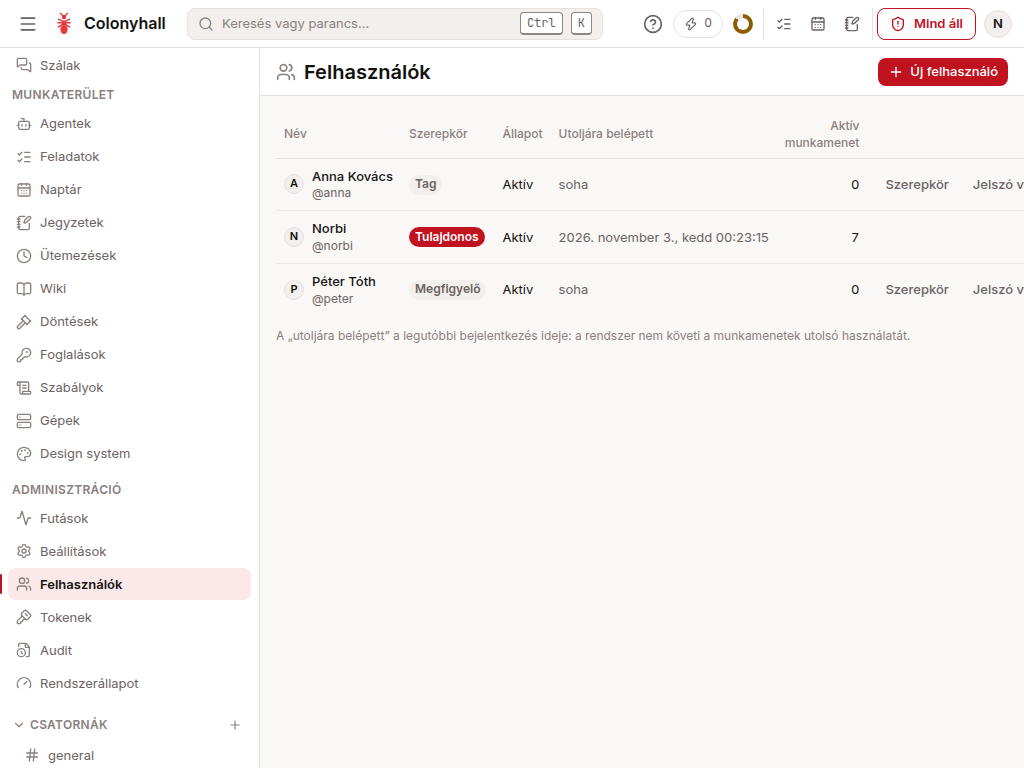 Colonyhall
Keresés vagy parancs...
Ctrl
K
0
Mind áll
N
Szálak
MUNKATERÜLET
Agentek
Feladatok
Naptár
Jegyzetek
Ütemezések
Wiki
Döntések
Foglalások
Szabályok
Gépek
Design system
ADMINISZTRÁCIÓ
Futások
Beállítások
Felhasználók
Tokenek
Audit
Rendszerállapot
CSATORNÁK
general
Felhasználók
Új felhasználó
Név Szerepkör Állapot Utoljára belépett Aktív munkamenet
A Anna Kovács @anna Tag Aktív soha 0 Szerepkör Jelszó v
N Norbi @norbi Tulajdonos Aktív 2026. november 3., kedd 00:23:15 7
P Péter Tóth @peter Megfigyelő Aktív soha 0 Szerepkör Jelszó v
A „utoljára belépett” a legutóbbi bejelentkezés ideje: a rendszer nem követi a munkamenetek utolsó használatát.